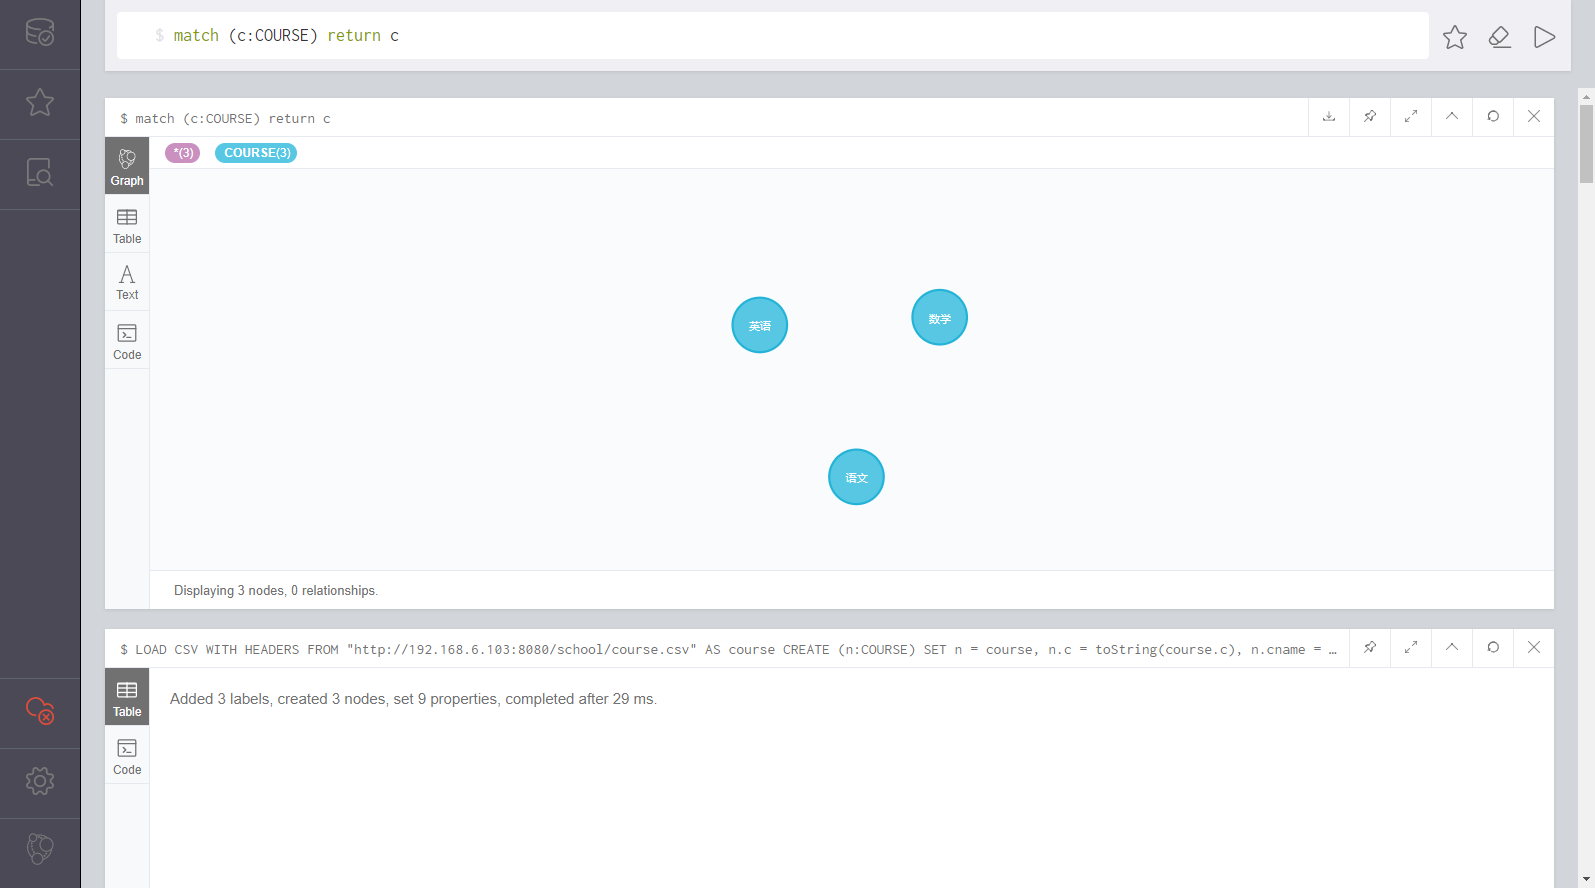 $ match (c:COURSE) return c
$ match (c:COURSE) return c
*(3) COURSE(3)
Graph
Table
Text
Code
英语
数学
语文
Displaying 3 nodes, 0 relationships.
$ LOAD CSV WITH HEADERS FROM "http://192.168.6.103:8080/school/course.csv" AS course CREATE (n:COURSE) SET n = course, n.c = toString(course.c), n.cname = …
Table
Code
Added 3 labels, created 3 nodes, set 9 properties, completed after 29 ms.